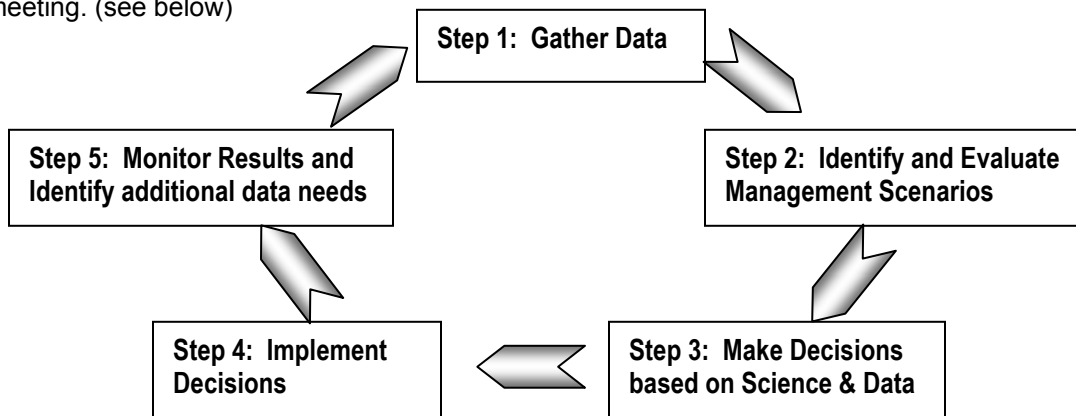 meeting. (see below)
Step 1: Gather Data
Step 2: Identify and Evaluate
Management Scenarios
Step 3: Make Decisions
based on Science & Data
Step 4: Implement
Decisions
Step 5: Monitor Results and
Identify additional data needs